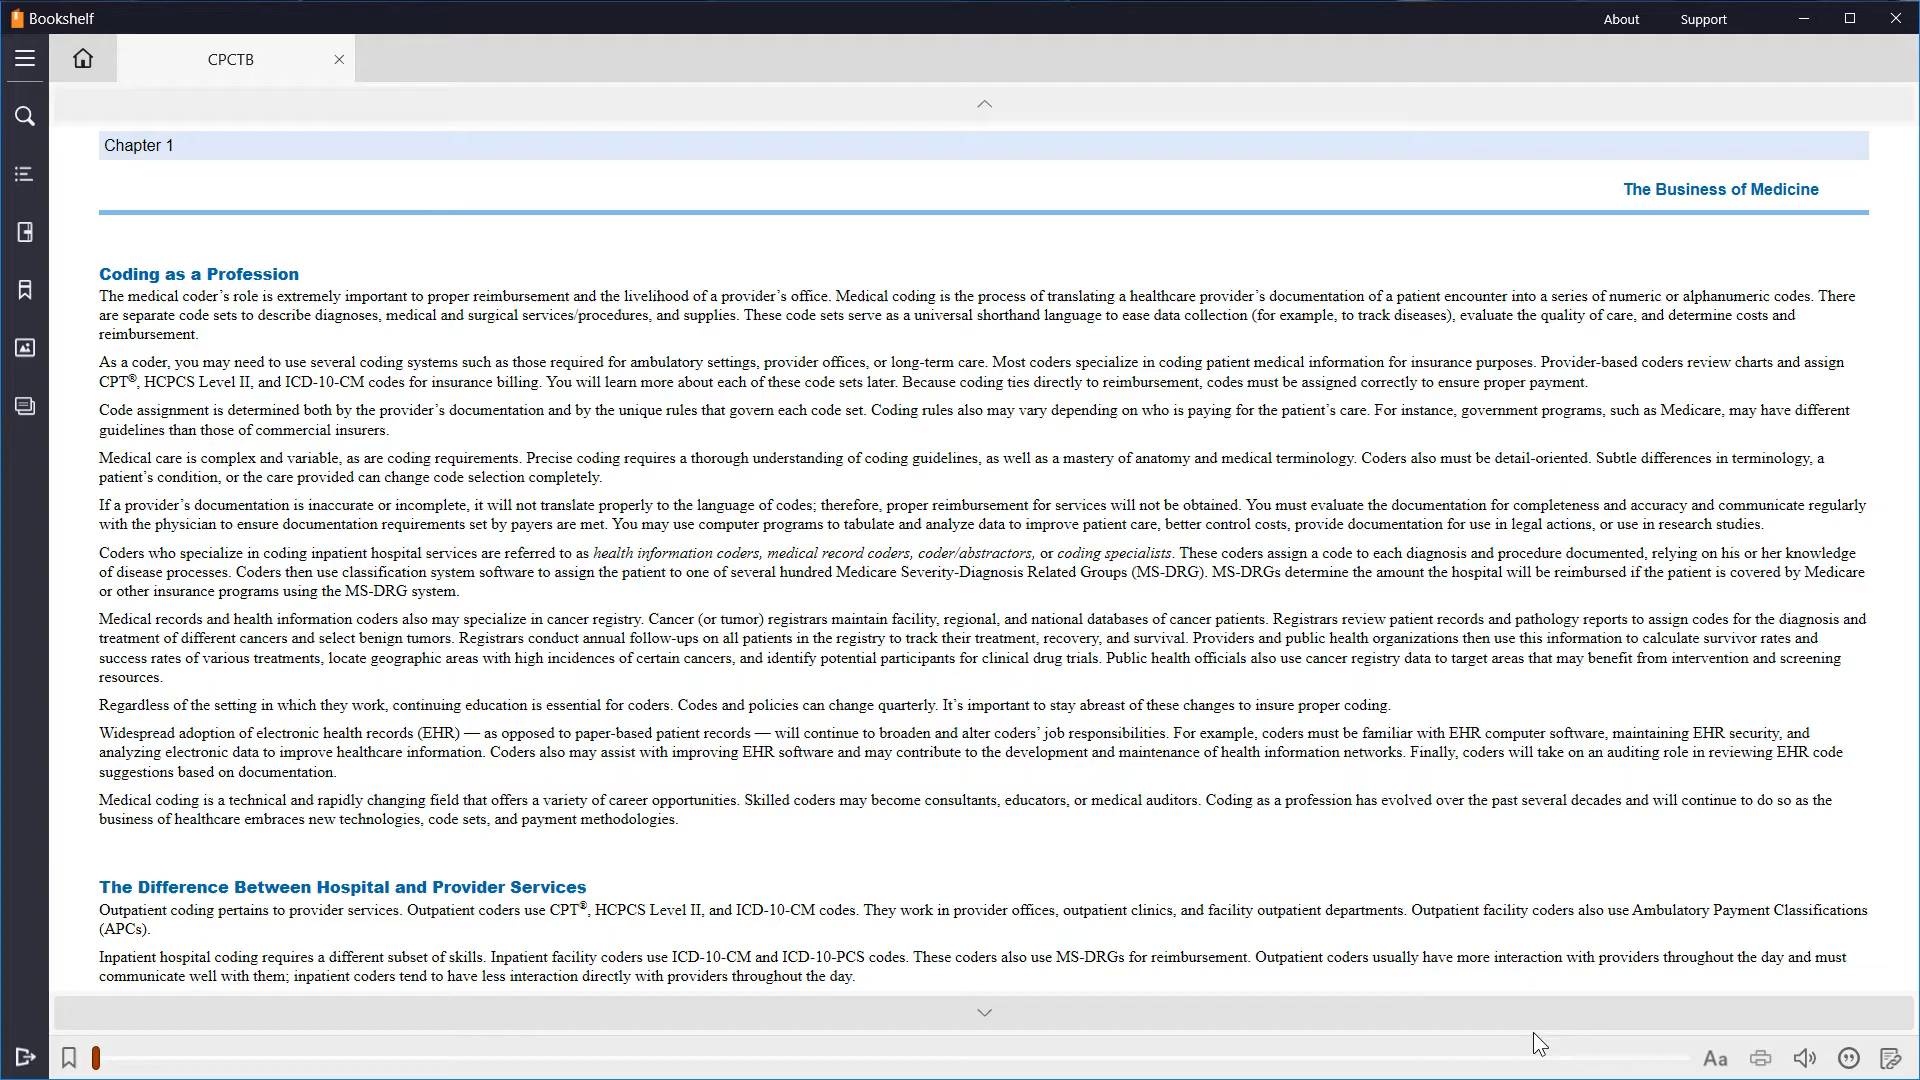 Bookshelf
About
Support
CPCTB
Chapter 1
The Business of Medicine
Coding as a Profession
The medical coder’s role is extremely important to proper reimbursement and the livelihood of a provider’s office. Medical coding is the process of translating a healthcare provider’s documentation of a patient encounter into a series of numeric or alphanumeric codes. There
are separate code sets to describe diagnoses, medical and surgical services/procedures, and supplies. These code sets serve as a universal shorthand language to ease data collection (for example, to track diseases), evaluate the quality of care, and determine costs and
reimbursement.
As a coder, you may need to use several coding systems such as those required for ambulatory settings, provider offices, or long-term care. Most coders specialize in coding patient medical information for insurance purposes. Provider-based coders review charts and assign
CPT®, HCPCS Level II, and ICD-10-CM codes for insurance billing. You will learn more about each of these code sets later. Because coding ties directly to reimbursement, codes must be assigned correctly to ensure proper payment.
Code assignment is determined both by the provider’s documentation and by the unique rules that govern each code set. Coding rules also may vary depending on who is paying for the patient’s care. For instance, government programs, such as Medicare, may have different
guidelines than those of commercial insurers.
Medical care is complex and variable, as are coding requirements. Precise coding requires a thorough understanding of coding guidelines, as well as a mastery of anatomy and medical terminology. Coders also must be detail-oriented. Subtle differences in terminology, a
patient’s condition, or the care provided can change code selection completely.
If a provider’s documentation is inaccurate or incomplete, it will not translate properly to the language of codes; therefore, proper reimbursement for services will not be obtained. You must evaluate the documentation for completeness and accuracy and communicate regularly
with the physician to ensure documentation requirements set by payers are met. You may use computer programs to tabulate and analyze data to improve patient care, better control costs, provide documentation for use in legal actions, or use in research studies.
Coders who specialize in coding inpatient hospital services are referred to as health information coders, medical record coders, coder/abstractors, or coding specialists. These coders assign a code to each diagnosis and procedure documented, relying on his or her knowledge
of disease processes. Coders then use classification system software to assign the patient to one of several hundred Medicare Severity-Diagnosis Related Groups (MS-DRG). MS-DRGs determine the amount the hospital will be reimbursed if the patient is covered by Medicare
or other insurance programs using the MS-DRG system.
Medical records and health information coders also may specialize in cancer registry. Cancer (or tumor) registrars maintain facility, regional, and national databases of cancer patients. Registrars review patient records and pathology reports to assign codes for the diagnosis and
treatment of different cancers and select benign tumors. Registrars conduct annual follow-ups on all patients in the registry to track their treatment, recovery, and survival. Providers and public health organizations then use this information to calculate survivor rates and
success rates of various treatments, locate geographic areas with high incidences of certain cancers, and identify potential participants for clinical drug trials. Public health officials also use cancer registry data to target areas that may benefit from intervention and screening
resources.
Regardless of the setting in which they work, continuing education is essential for coders. Codes and policies can change quarterly. It’s important to stay abreast of these changes to insure proper coding.
Widespread adoption of electronic health records (EHR) — as opposed to paper-based patient records — will continue to broaden and alter coders’ job responsibilities. For example, coders must be familiar with EHR computer software, maintaining EHR security, and
analyzing electronic data to improve healthcare information. Coders also may assist with improving EHR software and may contribute to the development and maintenance of health information networks. Finally, coders will take on an auditing role in reviewing EHR code
suggestions based on documentation.
Medical coding is a technical and rapidly changing field that offers a variety of career opportunities. Skilled coders may become consultants, educators, or medical auditors. Coding as a profession has evolved over the past several decades and will continue to do so as the
business of healthcare embraces new technologies, code sets, and payment methodologies.
The Difference Between Hospital and Provider Services
Outpatient coding pertains to provider services. Outpatient coders use CPT®, HCPCS Level II, and ICD-10-CM codes. They work in provider offices, outpatient clinics, and facility outpatient departments. Outpatient facility coders also use Ambulatory Payment Classifications
(APCs).
Inpatient hospital coding requires a different subset of skills. Inpatient facility coders use ICD-10-CM and ICD-10-PCS codes. These coders also use MS-DRGs for reimbursement. Outpatient coders usually have more interaction with providers throughout the day and must
communicate well with them; inpatient coders tend to have less interaction directly with providers throughout the day.
Aa